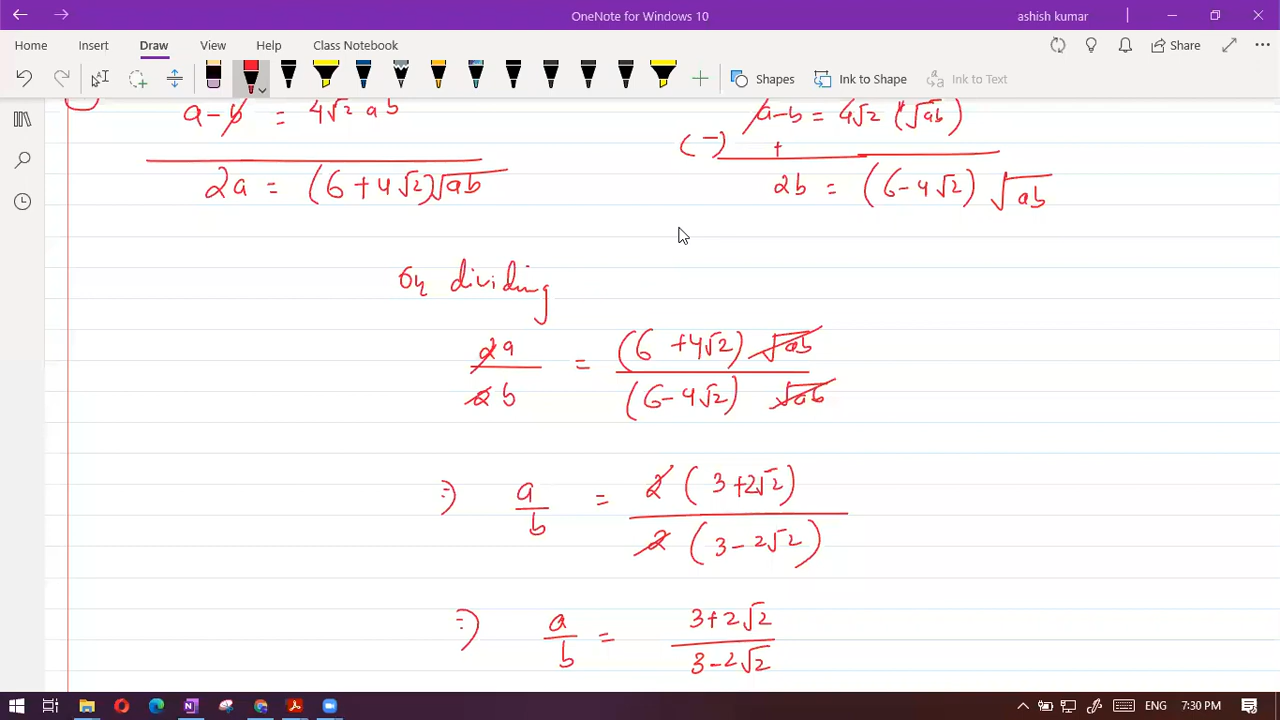 OneNote for Windows 10
ashish kumar
Home Insert Draw View Help Class Notebook
Share
Shapes
Ink to Shape
Ink to Text
a-b = 4√2 ab
2a = (6+4√2)√ab
a-b = 4√2 (√ab)
(-) +
2b = (6-4√2) √ab
On dividing
2a/2b = (6+4√2) √ab / (6-4√2) √ab
⇒ a/b = 2(3+2√2) / 2(3-2√2)
⇒ a/b = 3+2√2 / 3-2√2
ENG 7:30 PM